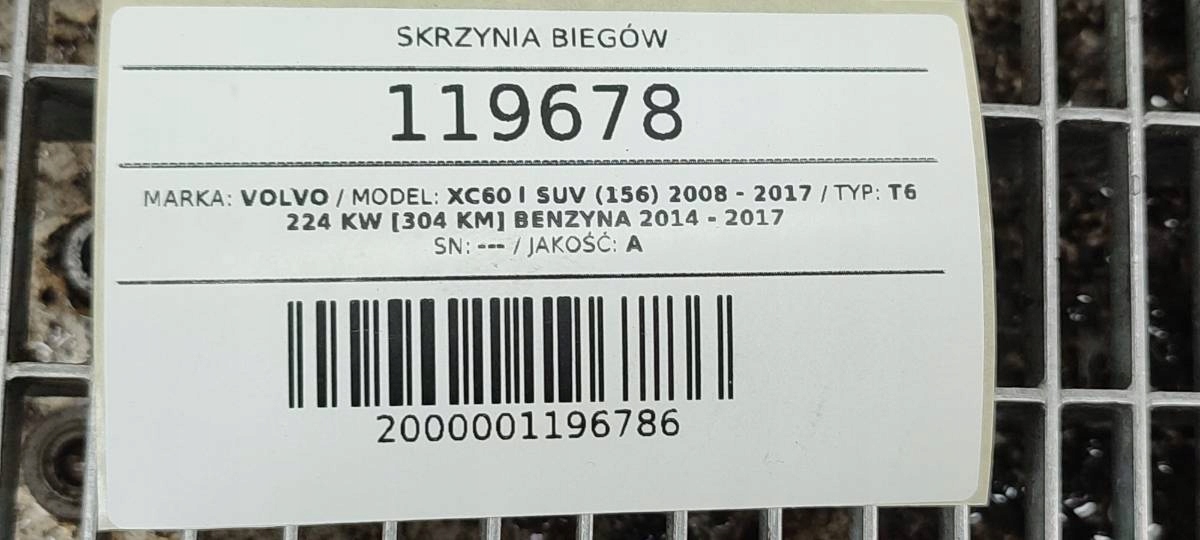 SKRZYNIA BIEGÓW
119678
MARKA: VOLVO / MODEL: XC60 I SUV (156) 2008 - 2017 / TYP: T6
224 KW [304 KM] BENZYNA 2014 - 2017
SN: --- / JAKOŚĆ: A
2000001196786